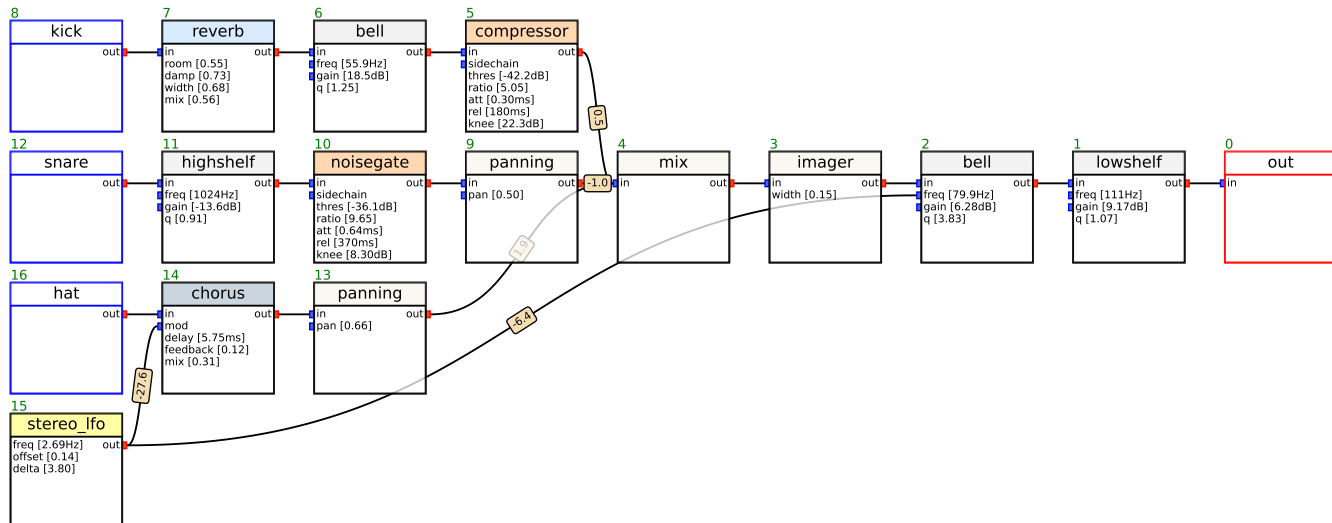 8
kick
out
7
reverb
in out
room [0.55]
damp [0.73]
width [0.68]
mix [0.56]
6
bell
in out
freq [55.9Hz]
gain [18.5dB]
q [1.25]
5
compressor
in out
sidechain
thres [-42.2dB]
ratio [5.05]
att [0.30ms]
rel [180ms]
knee [22.3dB]
0.5
12
snare
out
11
highshelf
in out
freq [1024Hz]
gain [-13.6dB]
q [0.91]
10
noisegate
in out
sidechain
thres [-36.1dB]
ratio [9.65]
att [0.64ms]
rel [370ms]
knee [8.30dB]
9
panning
in out
pan [0.50]
-1.0
4
mix
in out
3
imager
in out
width [0.15]
2
bell
in out
freq [79.9Hz]
gain [6.28dB]
q [3.83]
1
lowshelf
in out
freq [111Hz]
gain [9.17dB]
q [1.07]
0
out
in
1.9
16
hat
out
14
chorus
in out
mod
delay [5.75ms]
feedback [0.12]
mix [0.31]
13
panning
in out
pan [0.66]
-6.4
-27.6
15
stereo_lfo
freq [2.69Hz] out
offset [0.14]
delta [3.80]